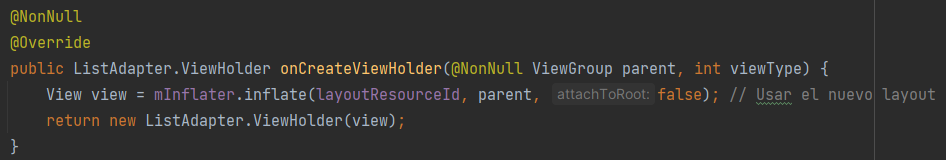 @NonNull
@Override
public ListAdapter.ViewHolder onCreateViewHolder(@NonNull ViewGroup parent, int viewType) {
View view = mInflater.inflate(layoutResourceId, parent, attachToRoot: false); // Usar el nuevo layout
return new ListAdapter.ViewHolder(view);
}